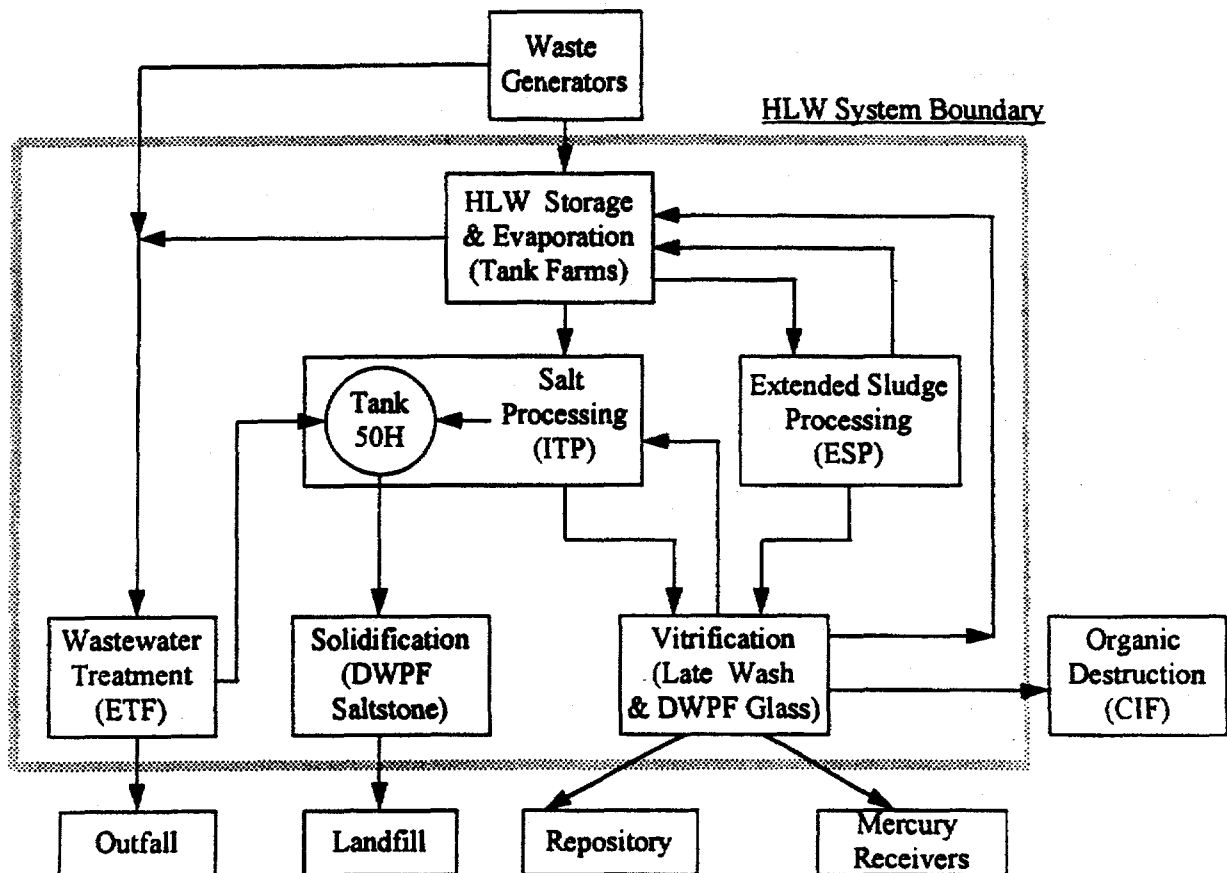 Waste
Generators
HLW System Boundary
HLW Storage
& Evaporation
(Tank Farms)
Tank
50H
Salt
Processing
(ITP)
Extended Sludge
Processing
(ESP)
Wastewater
Treatment
(ETF)
Solidification
(DWPF
Saltstone)
Vitrification
(Late Wash
& DWPF Glass)
Organic
Destruction
(CIF)
Outfall
Landfill
Repository
Mercury
Receivers